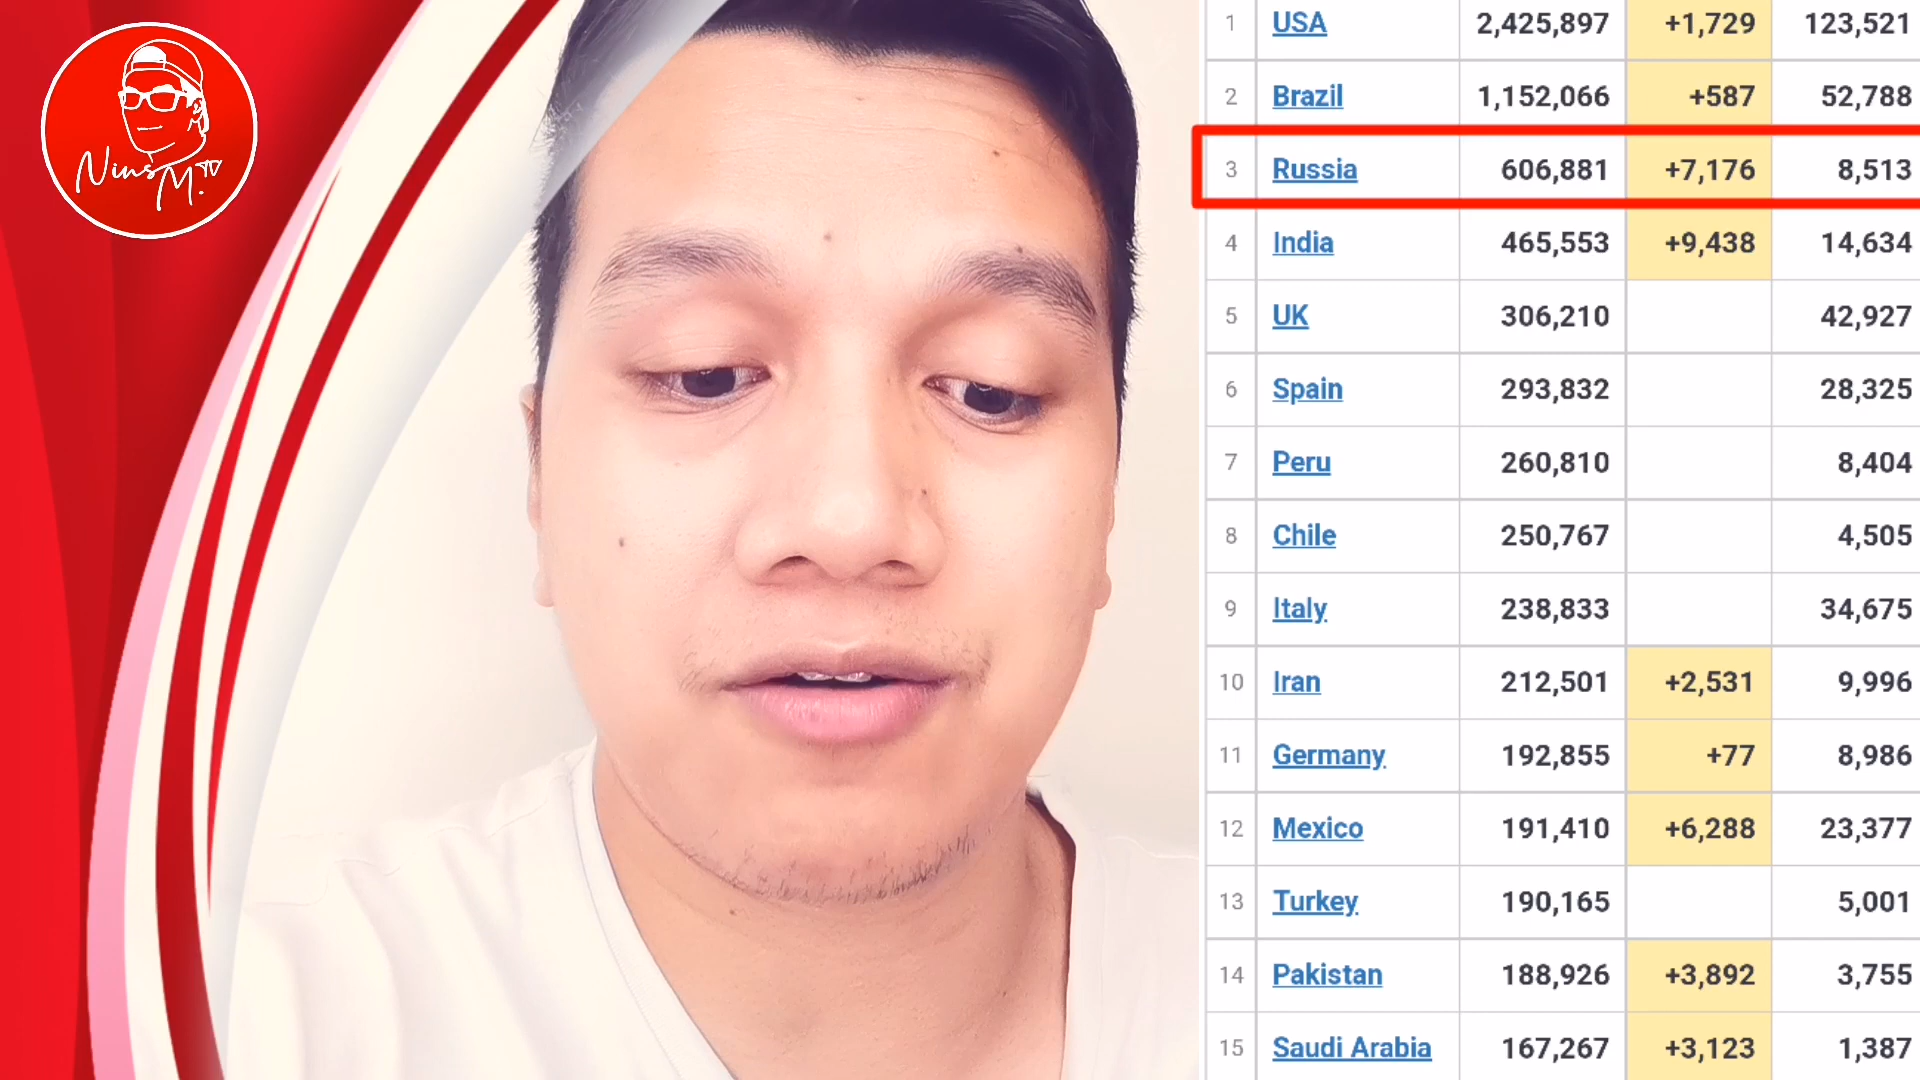 Nins
M.TV
1 USA 2,425,897 +1,729 123,521
2 Brazil 1,152,066 +587 52,788
3 Russia 606,881 +7,176 8,513
4 India 465,553 +9,438 14,634
5 UK 306,210 42,927
6 Spain 293,832 28,325
7 Peru 260,810 8,404
8 Chile 250,767 4,505
9 Italy 238,833 34,675
10 Iran 212,501 +2,531 9,996
11 Germany 192,855 +77 8,986
12 Mexico 191,410 +6,288 23,377
13 Turkey 190,165 5,001
14 Pakistan 188,926 +3,892 3,755
15 Saudi Arabia 167,267 +3,123 1,387